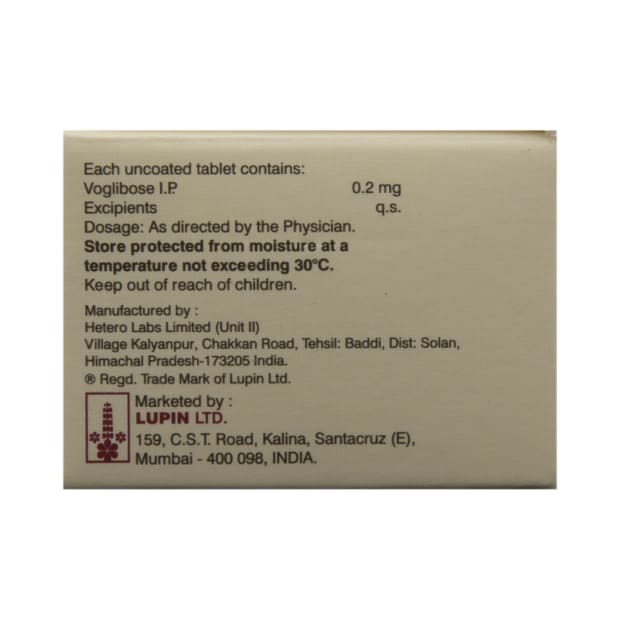 Each uncoated tablet contains:
Voglibose I.P. 0.2 mg
Excipients q.s.
Dosage: As directed by the Physician.
Store protected from moisture at a
temperature not exceeding 30°C.
Keep out of reach of children.
Manufactured by :
Hetero Labs Limited (Unit II)
Village Kalyanpur, Chakkan Road, Tehsil: Baddi, Dist: Solan,
Himachal Pradesh-173205 India.
® Regd. Trade Mark of Lupin Ltd.
Marketed by :
LUPIN LTD.
159, C.S.T. Road, Kalina, Santacruz (E),
Mumbai - 400 098, INDIA.